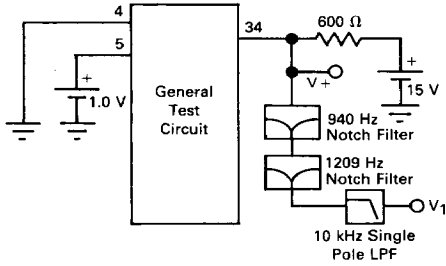 4
5
+
1.0 V
General
Test
Circuit
34
600 Ω
V+
+
15 V
940 Hz
Notch Filter
1209 Hz
Notch Filter
V1
10 kHz Single
Pole LPF